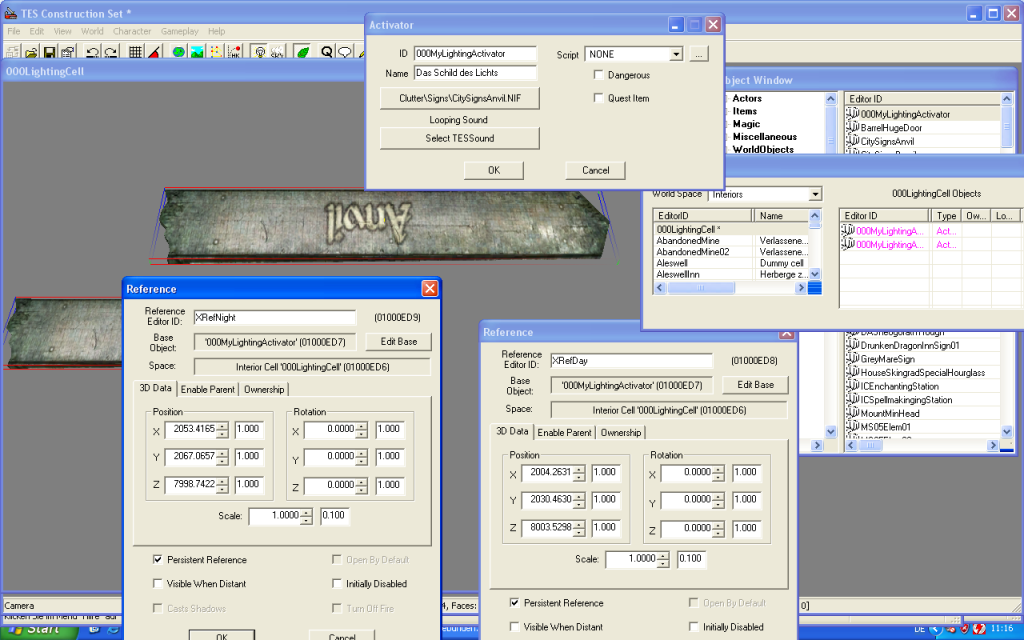 TES Construction Set *
File Edit View World Character Gameplay Help
000LightingCell
Anvil
Activator
ID 000MyLightingActivator
Name Das Schild des Lichts
Clutter\Signs\CitySignsAnvil.NIF
Looping Sound
Select TESSound
Script NONE ...
Dangerous
Quest Item
OK Cancel
bject Window
Actors
Items
Magic
Miscellaneous
WorldObjects
Editor ID
000MyLightingActivator
BarrelHugeDoor
CitySignsAnvil
World Space Interiors
000LightingCell Objects
EditorID Name
000LightingCell *
AbandonedMine Verlassene...
AbandonedMine02 Verlassene...
Aleswell Dummy cell
AleswellInn Herberge z...
Editor ID Type Ow... Lo...
000MyLightingA... Act...
000MyLightingA... Act...
DrunkenDragonInnSign01
GreyMareSign
HouseSkingradSpecialHourglass
ICEnchantingStation
ICSpellmakingStation
MountMinHead
MS05Elem01
Reference
Reference Editor ID: XRefNight (01000ED9)
Base Object: '000MyLightingActivator' (01000ED7) Edit Base
Space: Interior Cell '000LightingCell' (01000ED6)
3D Data Enable Parent Ownership
Position Rotation
X 2053.4165 1.000 X 0.0000 1.000
Y 2067.0657 1.000 Y 0.0000 1.000
Z 7998.7422 1.000 Z 0.0000 1.000
Scale: 1.0000 0.100
Persistent Reference Open By Default
Visible When Distant Initially Disabled
Casts Shadows Turn Off Fire
OK Cancel
Reference
Reference Editor ID: XRefDay (01000ED8)
Base Object: '000MyLightingActivator' (01000ED7) Edit Base
Space: Interior Cell '000LightingCell' (01000ED6)
3D Data Enable Parent Ownership
Position Rotation
X 2004.2631 1.000 X 0.0000 1.000
Y 2030.4630 1.000 Y 0.0000 1.000
Z 8003.5298 1.000 Z 0.0000 1.000
Scale: 1.0000 0.100
Persistent Reference Open By Default
Visible When Distant Initially Disabled
Camera
4, Faces:
0]
Start
DE 11:16